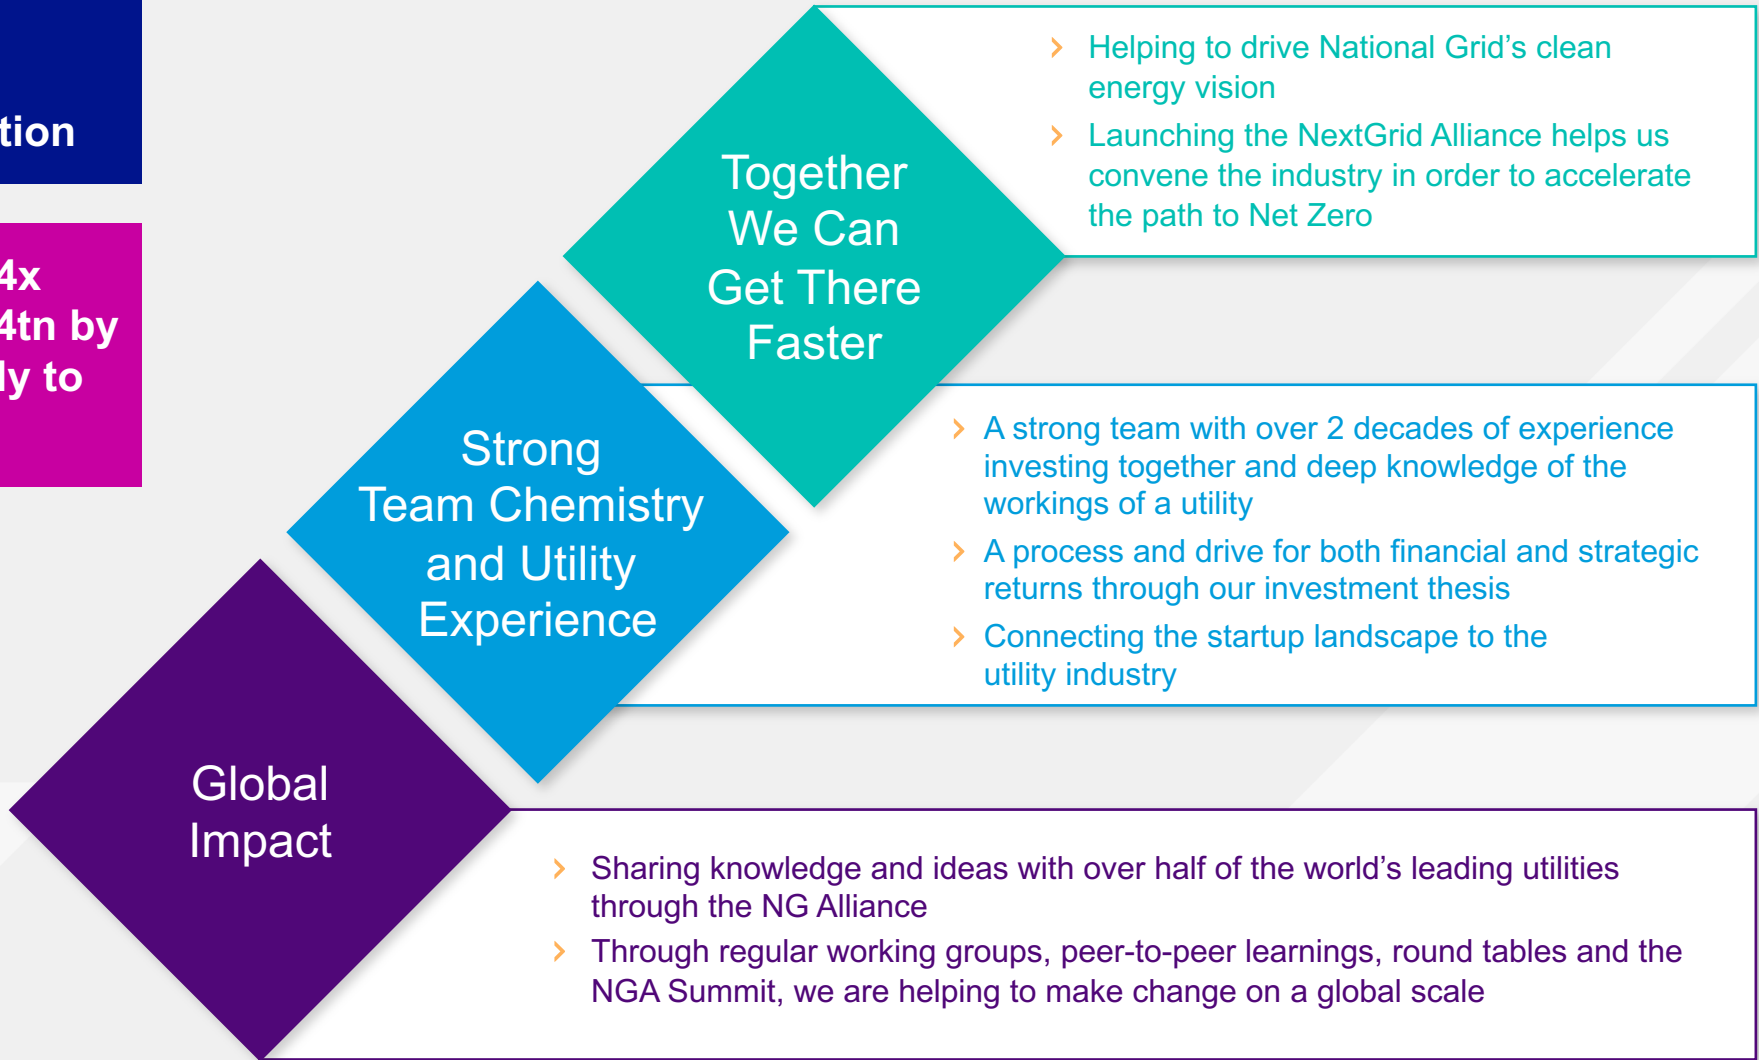 tion
4x
4tn by
ly to
Together
We Can
Get There
Faster
Helping to drive National Grid’s clean
energy vision
Launching the NextGrid Alliance helps us
convene the industry in order to accelerate
the path to Net Zero
Strong
Team Chemistry
and Utility
Experience
A strong team with over 2 decades of experience
investing together and deep knowledge of the
workings of a utility
A process and drive for both financial and strategic
returns through our investment thesis
Connecting the startup landscape to the
utility industry
Global
Impact
Sharing knowledge and ideas with over half of the world’s leading utilities
through the NG Alliance
Through regular working groups, peer-to-peer learnings, round tables and the
NGA Summit, we are helping to make change on a global scale